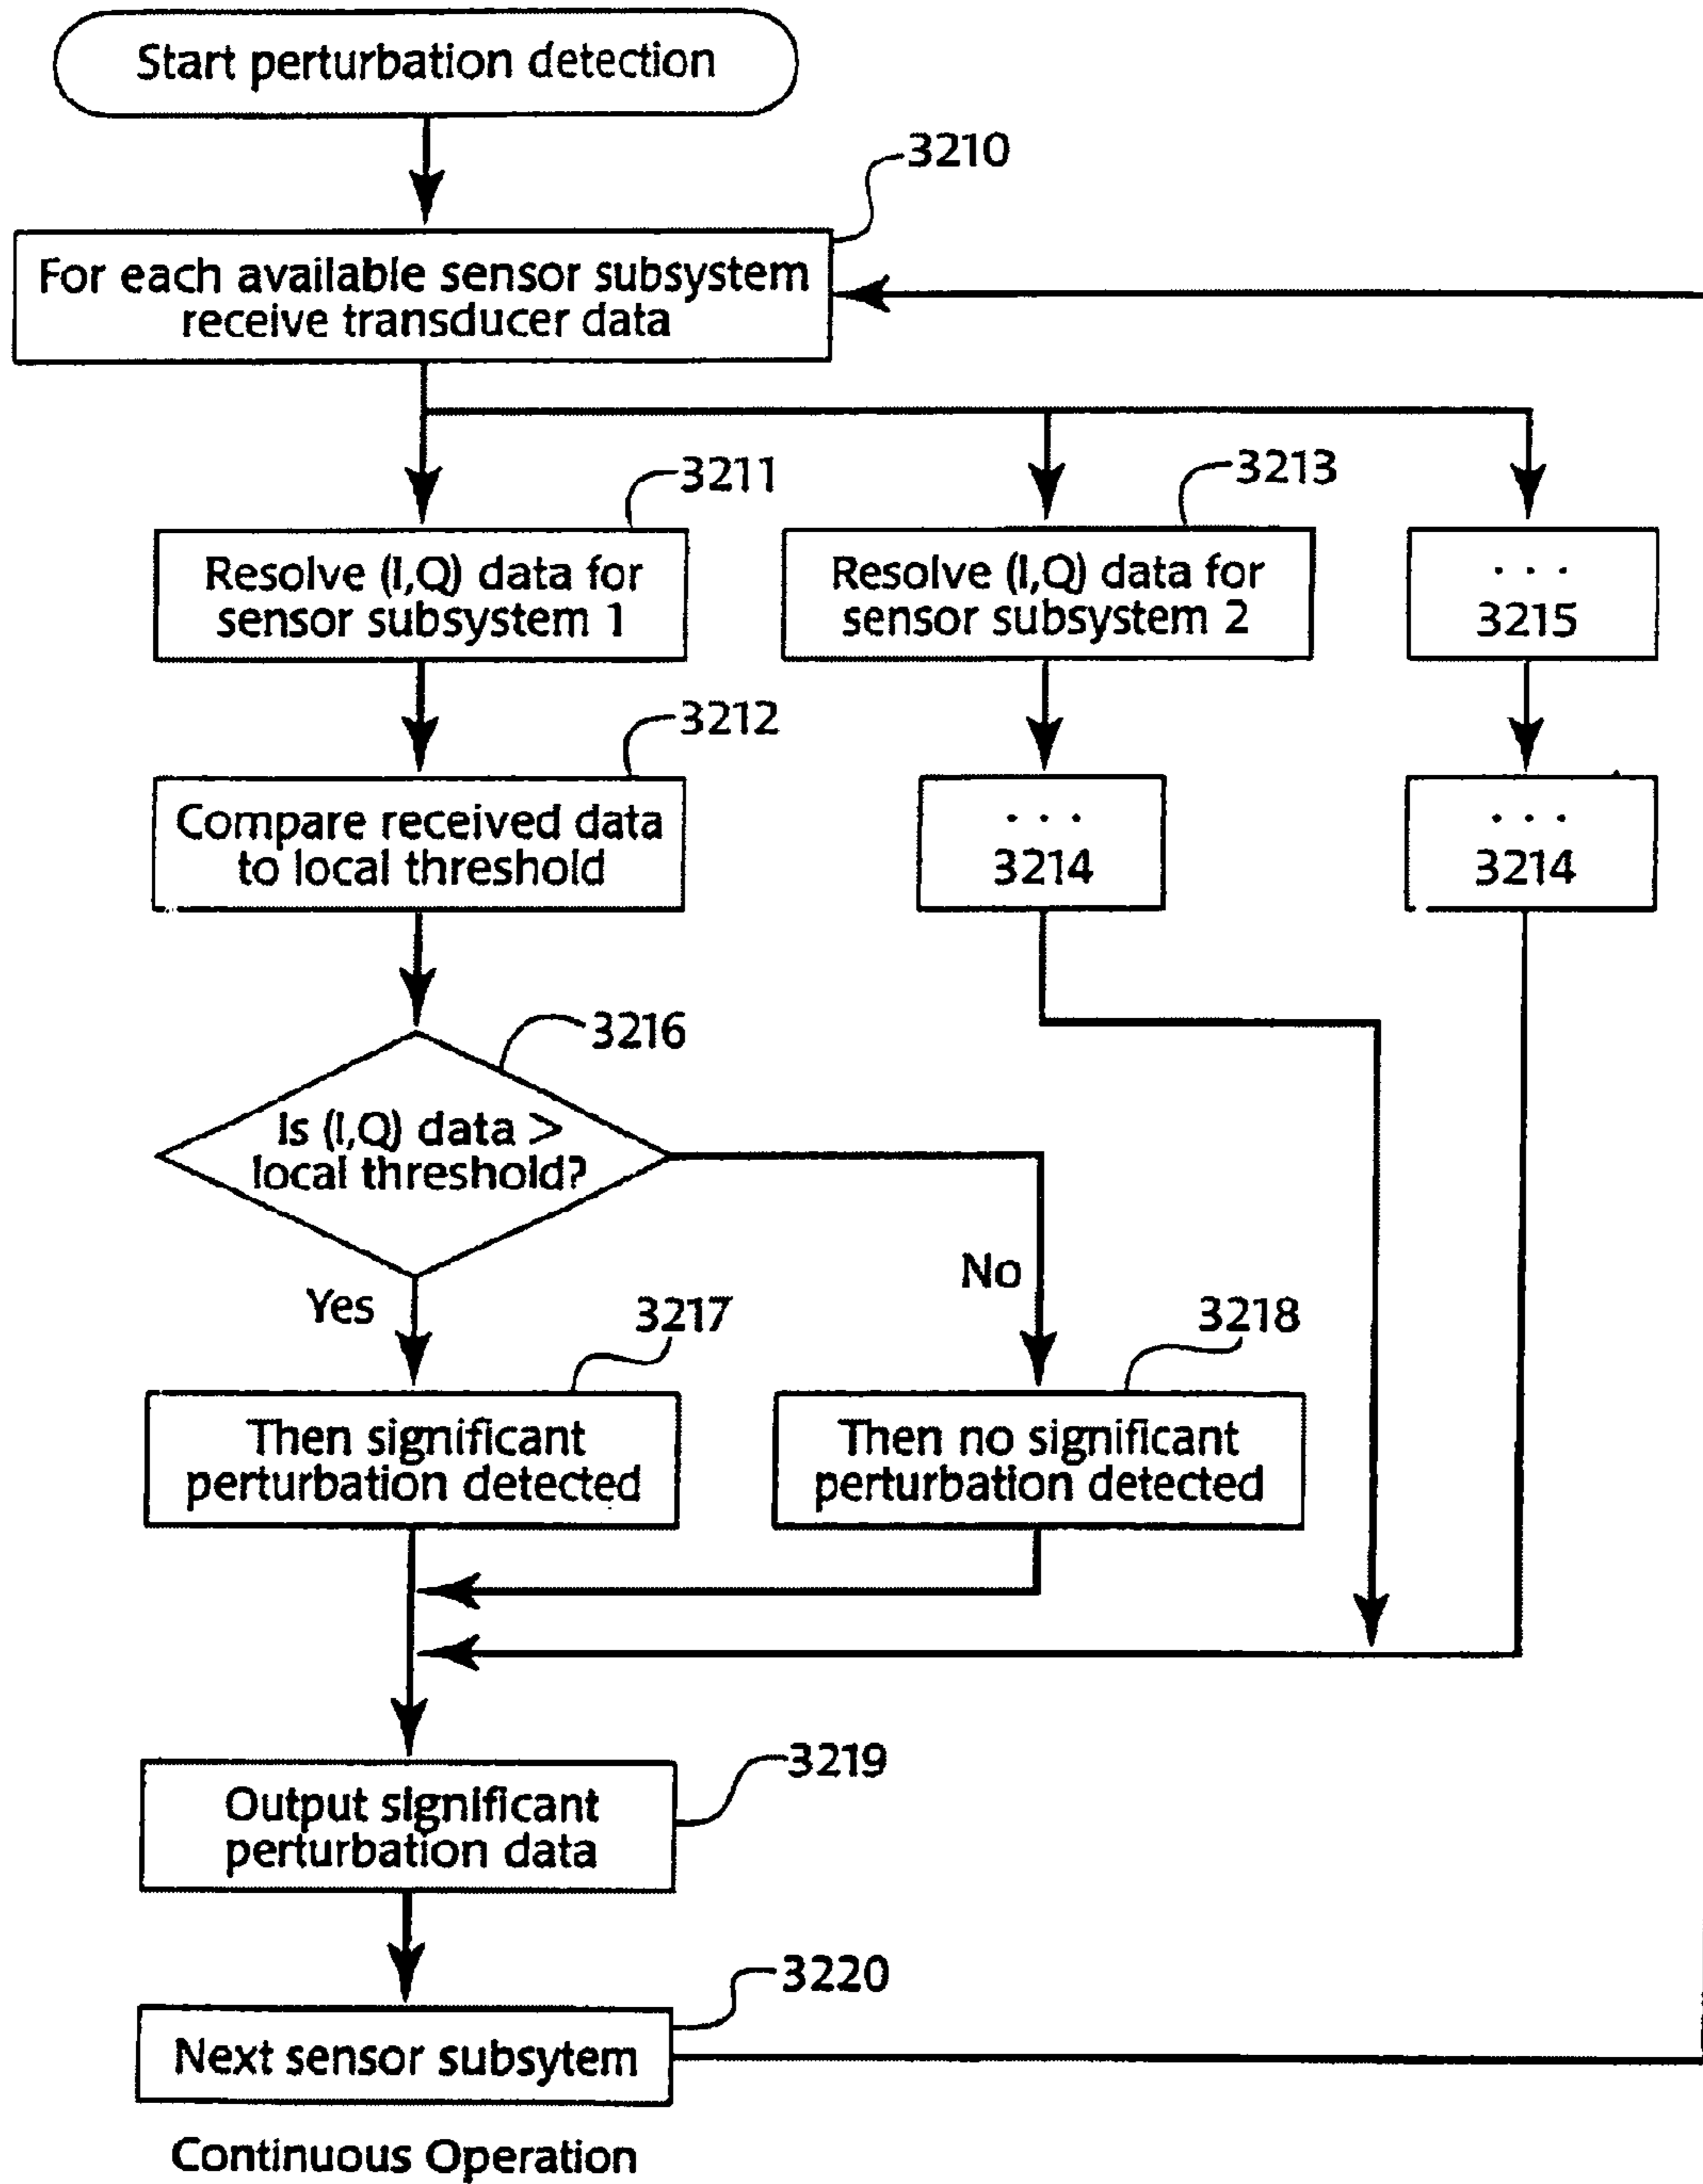 Start perturbation detection
3210
For each available sensor subsystem
receive transducer data
3211
3213
Resolve (I,Q) data for
sensor subsystem 1
Resolve (I,Q) data for
sensor subsystem 2
. . .
3215
3212
Compare received data
to local threshold
. . .
3214
. . .
3214
3216
Is (I,Q) data >
local threshold?
No
Yes
3217
3218
Then significant
perturbation detected
Then no significant
perturbation detected
3219
Output significant
perturbation data
3220
Next sensor subsytem
Continuous Operation